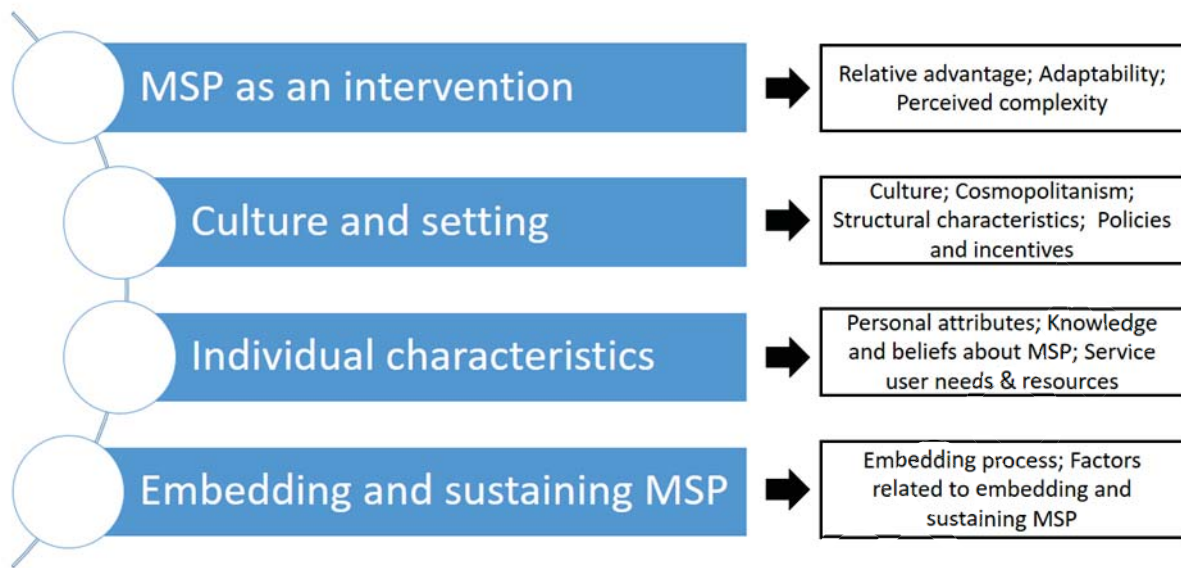 MSP as an intervention
Relative advantage; Adaptability;
Perceived complexity
Culture and setting
Culture; Cosmopolitanism;
Structural characteristics; Policies
and incentives
Individual characteristics
Personal attributes; Knowledge
and beliefs about MSP; Service
user needs & resources
Embedding and sustaining MSP
Embedding process; Factors
related to embedding and
sustaining MSP